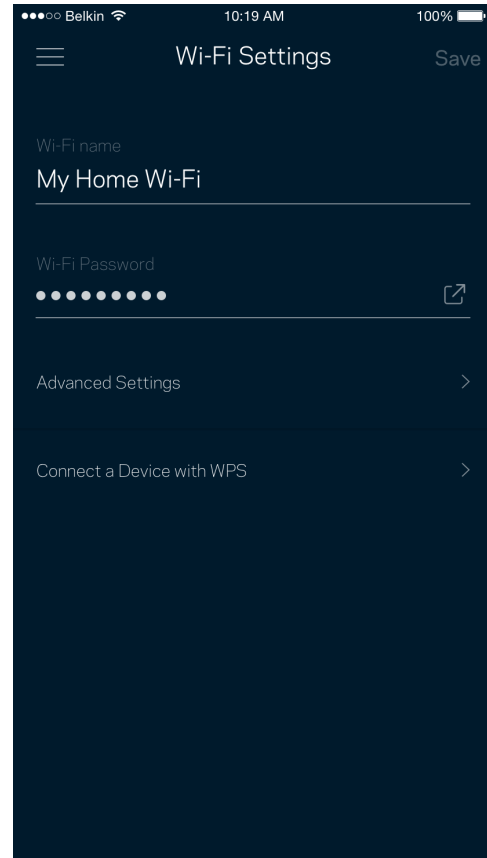 Belkin 10:19 AM 100%
Wi-Fi Settings Save
Wi-Fi name
My Home Wi-Fi
Wi-Fi Password
●●●●●●●●●
Advanced Settings
Connect a Device with WPS